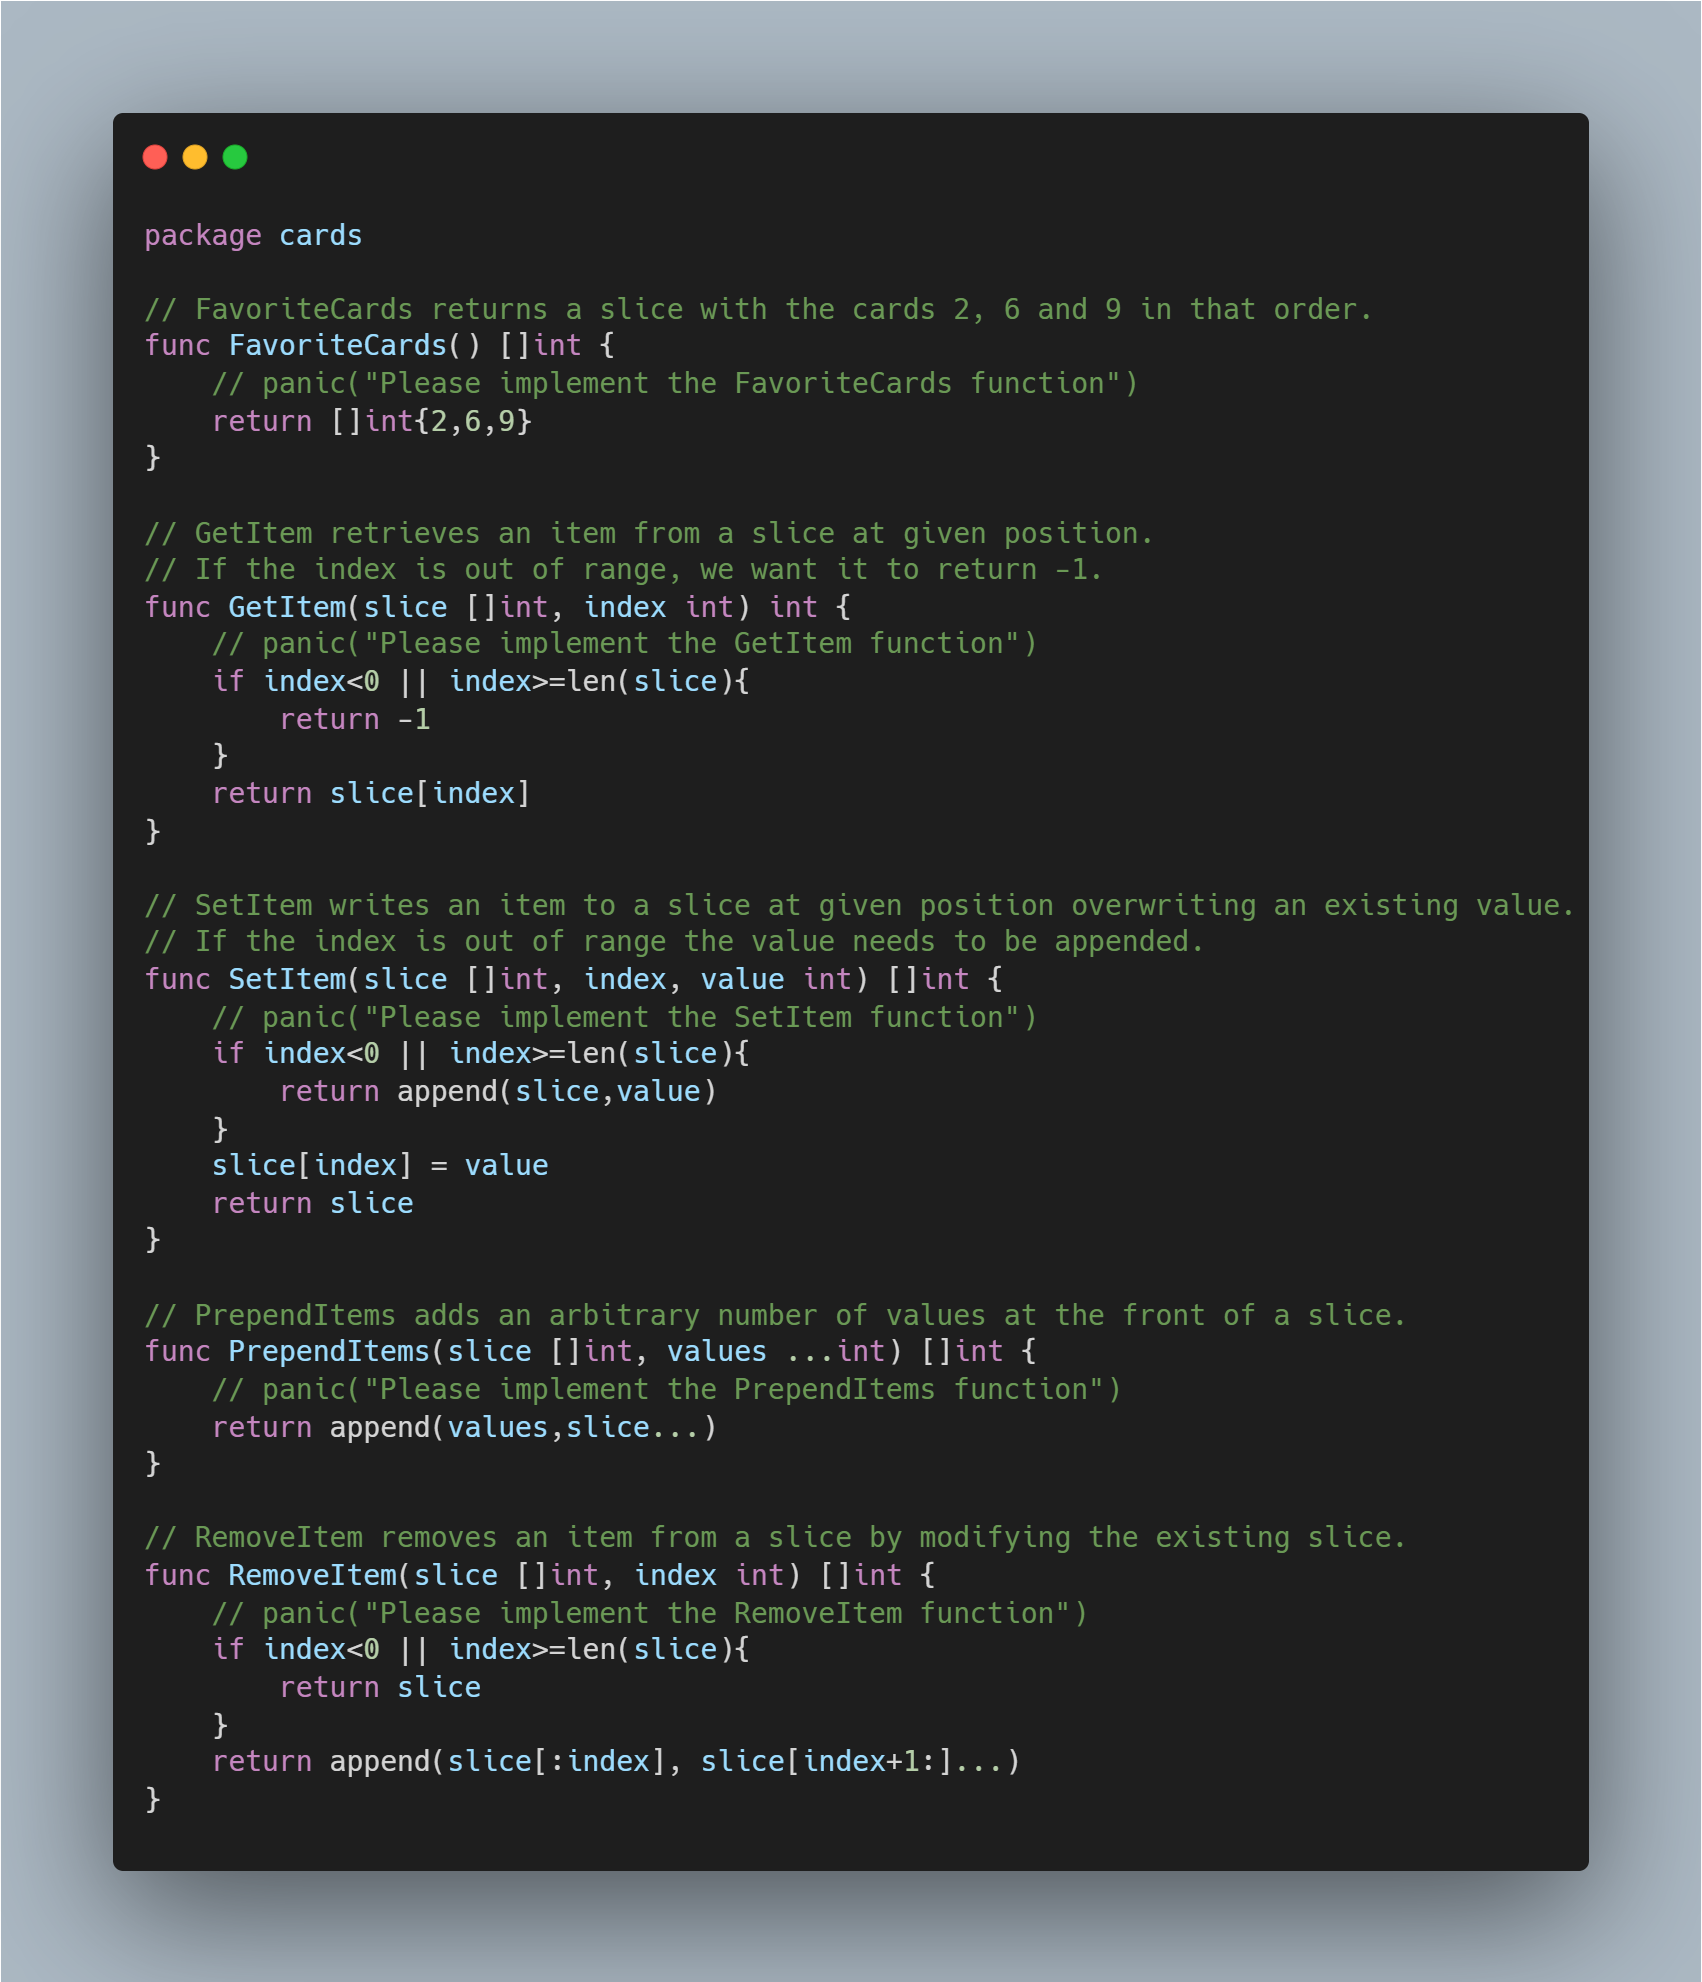 package cards

// FavoriteCards returns a slice with the cards 2, 6 and 9 in that order.
func FavoriteCards() []int {
    // panic("Please implement the FavoriteCards function")
    return []int{2,6,9}
}

// GetItem retrieves an item from a slice at given position.
// If the index is out of range, we want it to return -1.
func GetItem(slice []int, index int) int {
    // panic("Please implement the GetItem function")
    if index<0 || index>=len(slice){
        return -1
    }
    return slice[index]
}

// SetItem writes an item to a slice at given position overwriting an existing value.
// If the index is out of range the value needs to be appended.
func SetItem(slice []int, index, value int) []int {
    // panic("Please implement the SetItem function")
    if index<0 || index>=len(slice){
        return append(slice,value)
    }
    slice[index] = value
    return slice
}

// PrependItems adds an arbitrary number of values at the front of a slice.
func PrependItems(slice []int, values ...int) []int {
    // panic("Please implement the PrependItems function")
    return append(values,slice...)
}

// RemoveItem removes an item from a slice by modifying the existing slice.
func RemoveItem(slice []int, index int) []int {
    // panic("Please implement the RemoveItem function")
    if index<0 || index>=len(slice){
        return slice
    }
    return append(slice[:index], slice[index+1:]...)
}